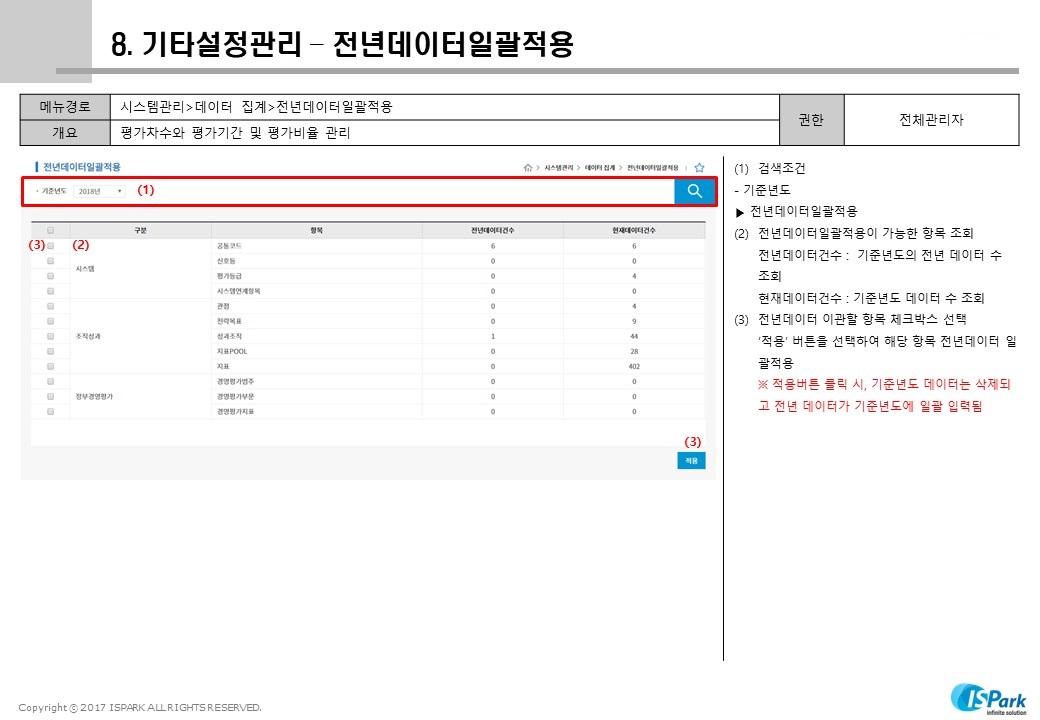 8. 기타설정관리 – 전년데이터일괄적용
메뉴경로 시스템관리>데이터 집계>전년데이터일괄적용 권한 전체관리자
개요 평가차수와 평가기간 및 평가비율 관리
전년데이터일괄적용 시스템관리 > 데이터 집계 > 전년데이터일괄적용
기준년도 2018년 (1)
구분 항목 전년데이터건수 현재데이터건수
(3) (2) 공통코드 6 6
신호등 0 0
시스템
평가등급 0 4
시스템연계항목 0 0
관점 0 4
전략목표 0 9
조직성과 성과조직 1 44
지표POOL 0 28
지표 0 402
경영평가범주 0 0
정부경영평가 경영평가부문 0 0
경영평가지표 0 0
(3)
적용
(1) 검색조건
- 기준년도
▶ 전년데이터일괄적용
(2) 전년데이터일괄적용이 가능한 항목 조회
전년데이터건수 : 기준년도의 전년 데이터 수
조회
현재데이터건수 : 기준년도 데이터 수 조회
(3) 전년데이터 이관할 항목 체크박스 선택
‘적용’ 버튼을 선택하여 해당 항목 전년데이터 일
괄적용
※ 적용버튼 클릭 시, 기준년도 데이터는 삭제되
고 전년 데이터가 기준년도에 일괄 입력됨
Copyright ⓒ 2017 ISPARK ALL RIGHTS RESERVED.
ISPark
infinite solution